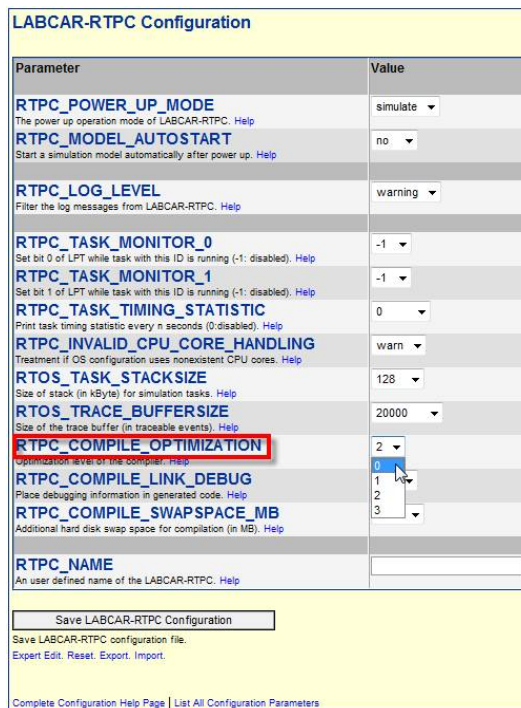 LABCAR-RTPC Configuration
Parameter Value
RTPC_POWER_UP_MODE simulate
The power up operation mode of LABCAR-RTPC. Help
RTPC_MODEL_AUTOSTART no
Start a simulation model automatically after power up. Help
RTPC_LOG_LEVEL warning
Filter the log messages from LABCAR-RTPC. Help
RTPC_TASK_MONITOR_0 -1
Set bit 0 of LPT while task with this ID is running (-1: disabled). Help
RTPC_TASK_MONITOR_1 -1
Set bit 1 of LPT while task with this ID is running (-1: disabled). Help
RTPC_TASK_TIMING_STATISTIC 0
Print task timing statistic every n seconds (0:disabled). Help
RTPC_INVALID_CPU_CORE_HANDLING warn
Treatment if OS configuration uses nonexistent CPU cores. Help
RTOS_TASK_STACKSIZE 128
Size of stack (in kByte) for simulation tasks. Help
RTOS_TRACE_BUFFERSIZE 20000
Size of the trace buffer (in traceable events). Help
RTPC_COMPILE_OPTIMIZATION 2
Optimization level of the compiler. Help
0
1
2
3
RTPC_COMPILE_LINK_DEBUG
Place debugging information in generated code. Help
RTPC_COMPILE_SWAPSPACE_MB
Additional hard disk swap space for compilation (in MB). Help
RTPC_NAME
An user defined name of the LABCAR-RTPC. Help
Save LABCAR-RTPC Configuration
Save LABCAR-RTPC configuration file.
Expert Edit. Reset. Export. Import.
Complete Configuration Help Page | List All Configuration Parameters